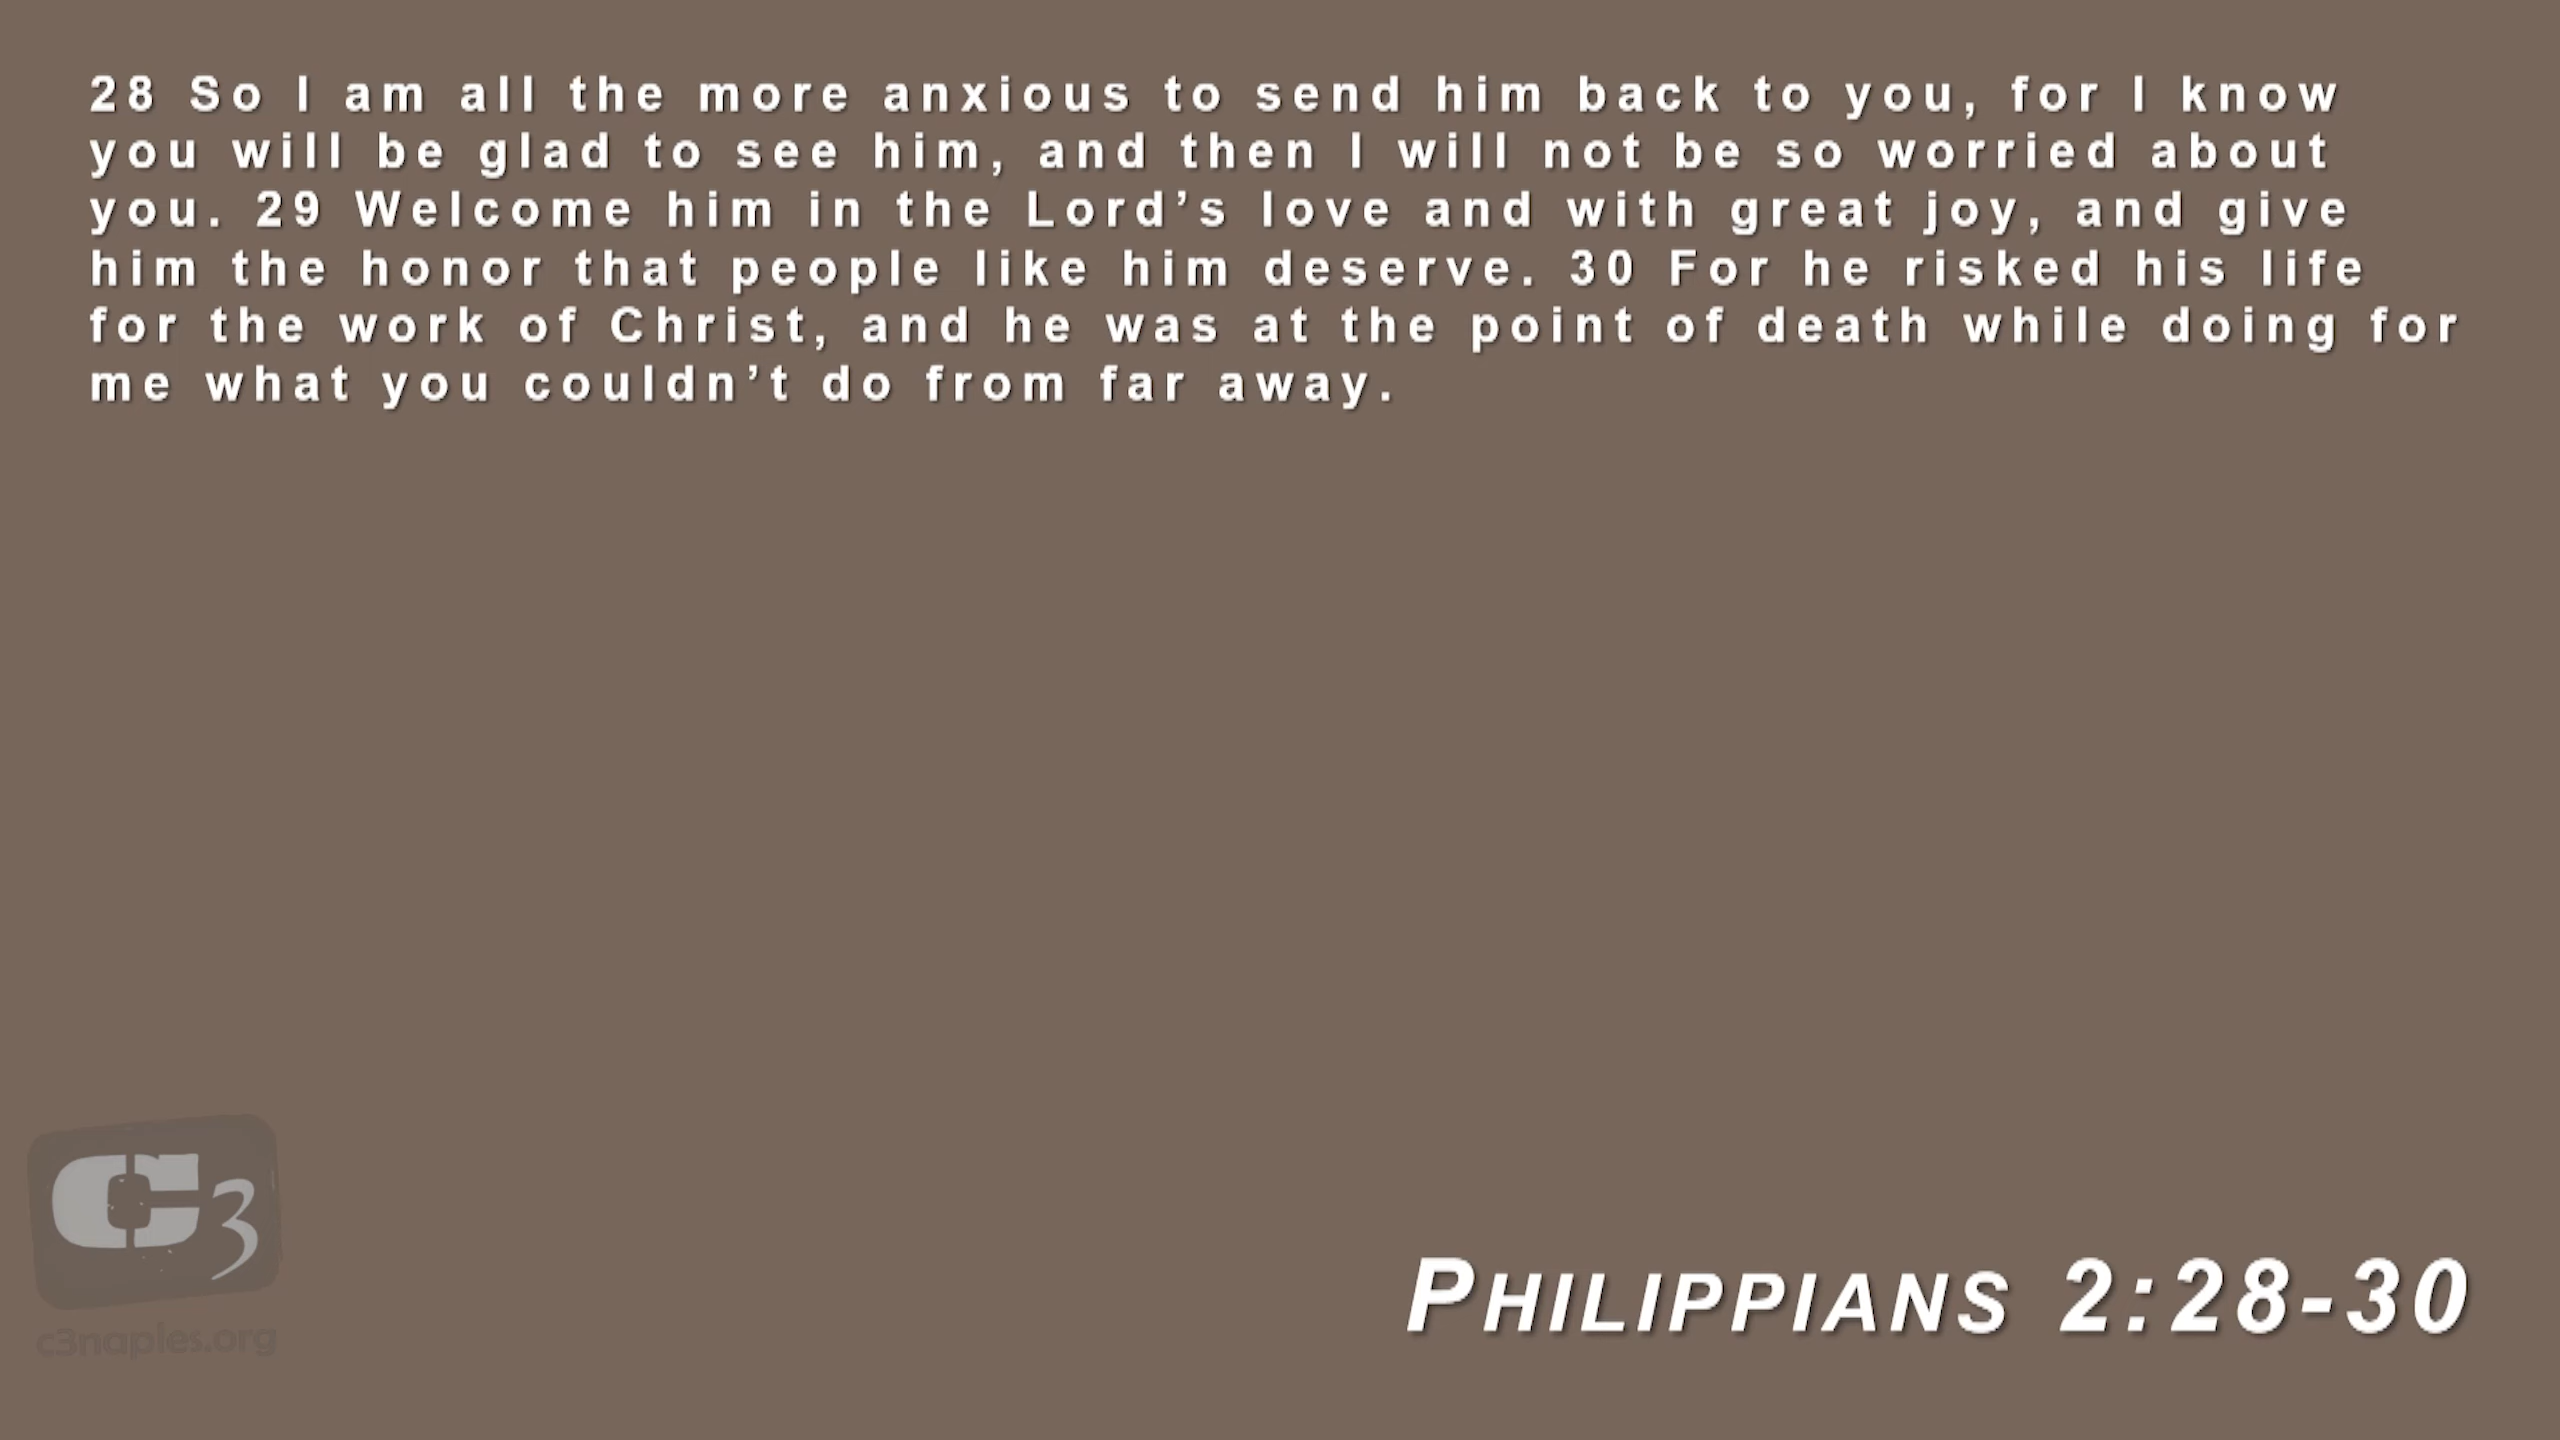 28 So I am all the more anxious to send him back to you, for I know
you will be glad to see him, and then I will not be so worried about
you. 29 Welcome him in the Lord’s love and with great joy, and give
him the honor that people like him deserve. 30 For he risked his life
for the work of Christ, and he was at the point of death while doing for
me what you couldn’t do from far away.
C3
c3naples.org
PHILIPPIANS 2:28-30